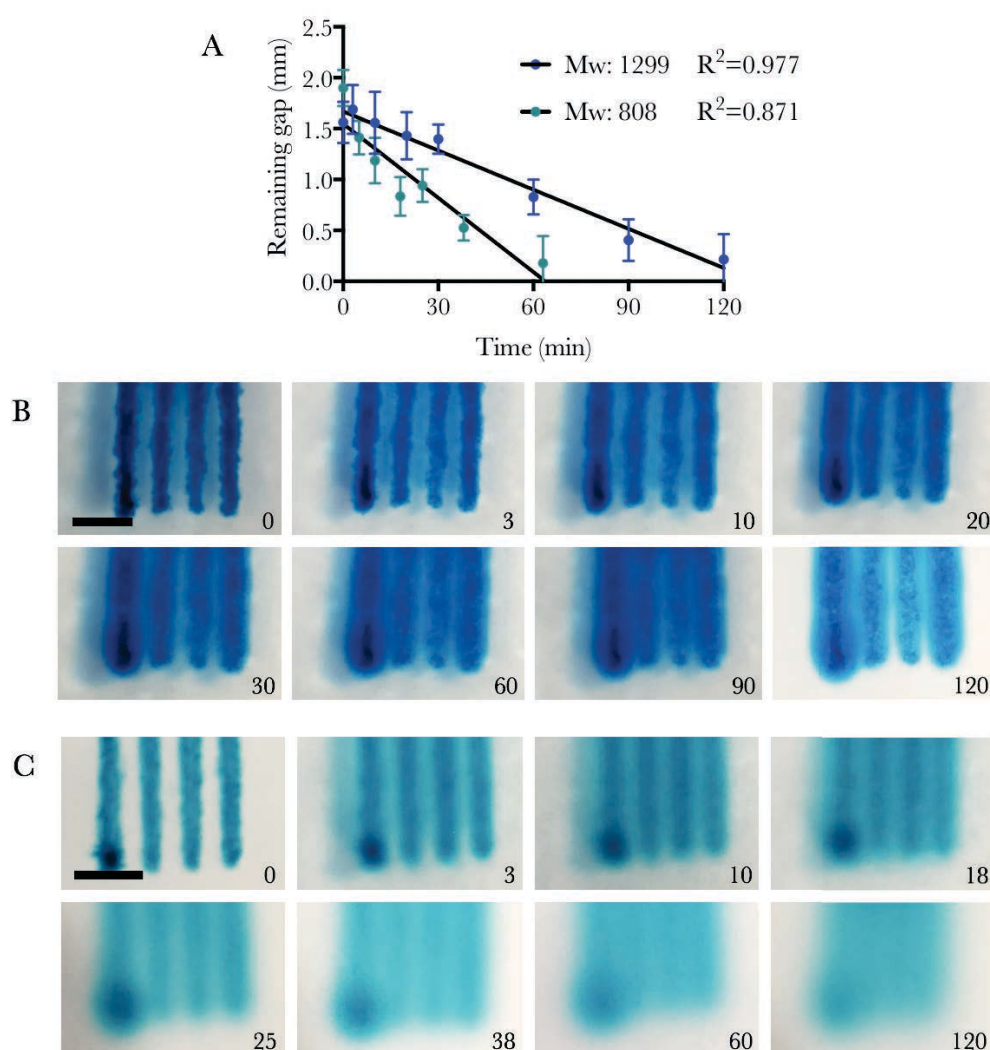 A
2.5
2.0
1.5
1.0
0.5
0.0
Remaining gap (mm)
Mw: 1299 R²=0.977
Mw: 808 R²=0.871
0 30 60 90 120
Time (min)
B
0 3 10 20
30 60 90 120
C
0 3 10 18
25 38 60 120